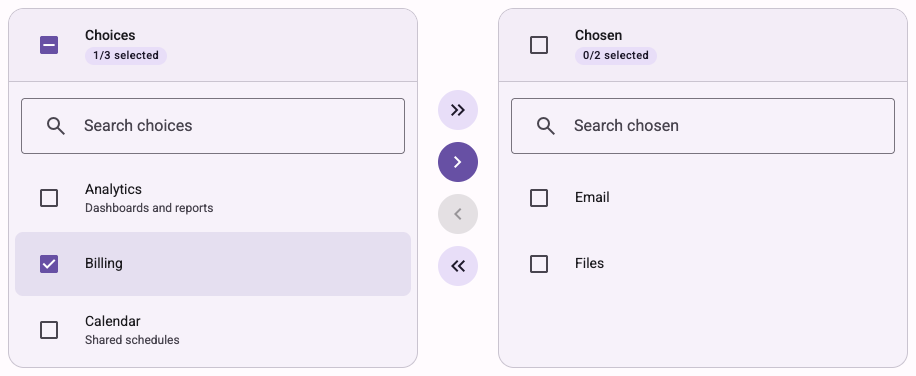 Choices
1/3 selected
Search choices
Analytics
Dashboards and reports
Billing
Calendar
Shared schedules
Chosen
0/2 selected
Search chosen
Email
Files